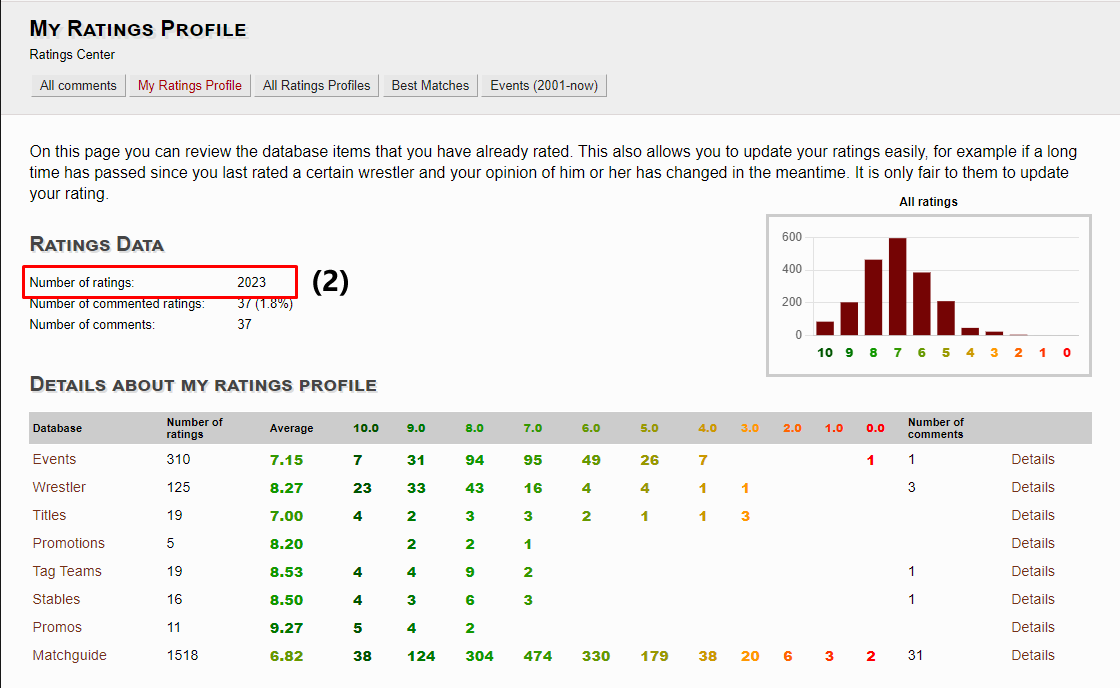 My Ratings Profile
Ratings Center
All comments My Ratings Profile All Ratings Profiles Best Matches Events (2001-now)
On this page you can review the database items that you have already rated. This also allows you to update your ratings easily, for example if a long
time has passed since you last rated a certain wrestler and your opinion of him or her has changed in the meantime. It is only fair to them to update
your rating.
All ratings
600
400
200
0
10 9 8 7 6 5 4 3 2 1 0
Ratings Data
Number of ratings: 2023 (2)
Number of commented ratings: 37 (1.8%)
Number of comments: 37
Details about my ratings profile
Database Number of ratings Average 10.0 9.0 8.0 7.0 6.0 5.0 4.0 3.0 2.0 1.0 0.0 Number of comments
Events 310 7.15 7 31 94 95 49 26 7 1 1 Details
Wrestler 125 8.27 23 33 43 16 4 4 1 1 3 Details
Titles 19 7.00 4 2 3 3 2 1 1 3 Details
Promotions 5 8.20 2 2 1 Details
Tag Teams 19 8.53 4 4 9 2 1 Details
Stables 16 8.50 4 3 6 3 1 Details
Promos 11 9.27 5 4 2 Details
Matchguide 1518 6.82 38 124 304 474 330 179 38 20 6 3 2 31 Details